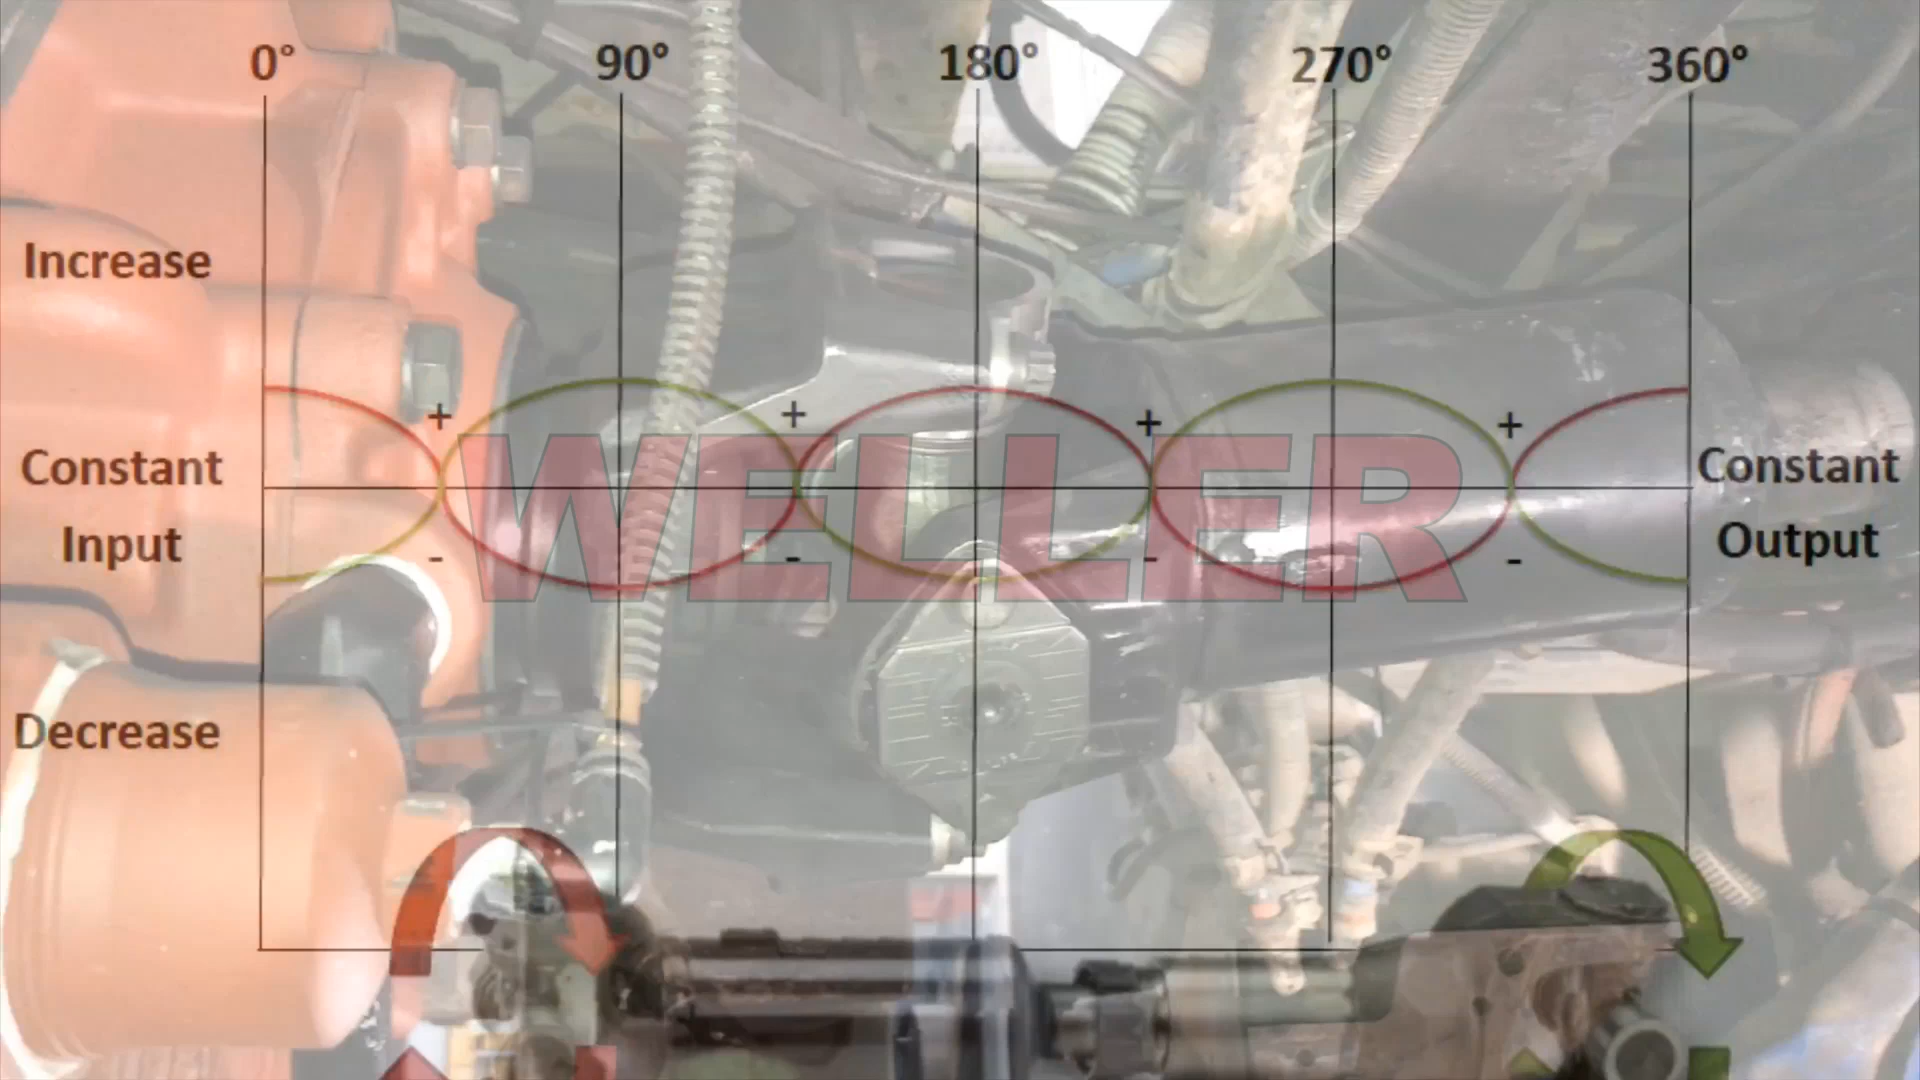 0° 90° 180° 270° 360°
Increase
+ + + +
Constant
Input
WELLER
Constant
Output
- - - -
Decrease